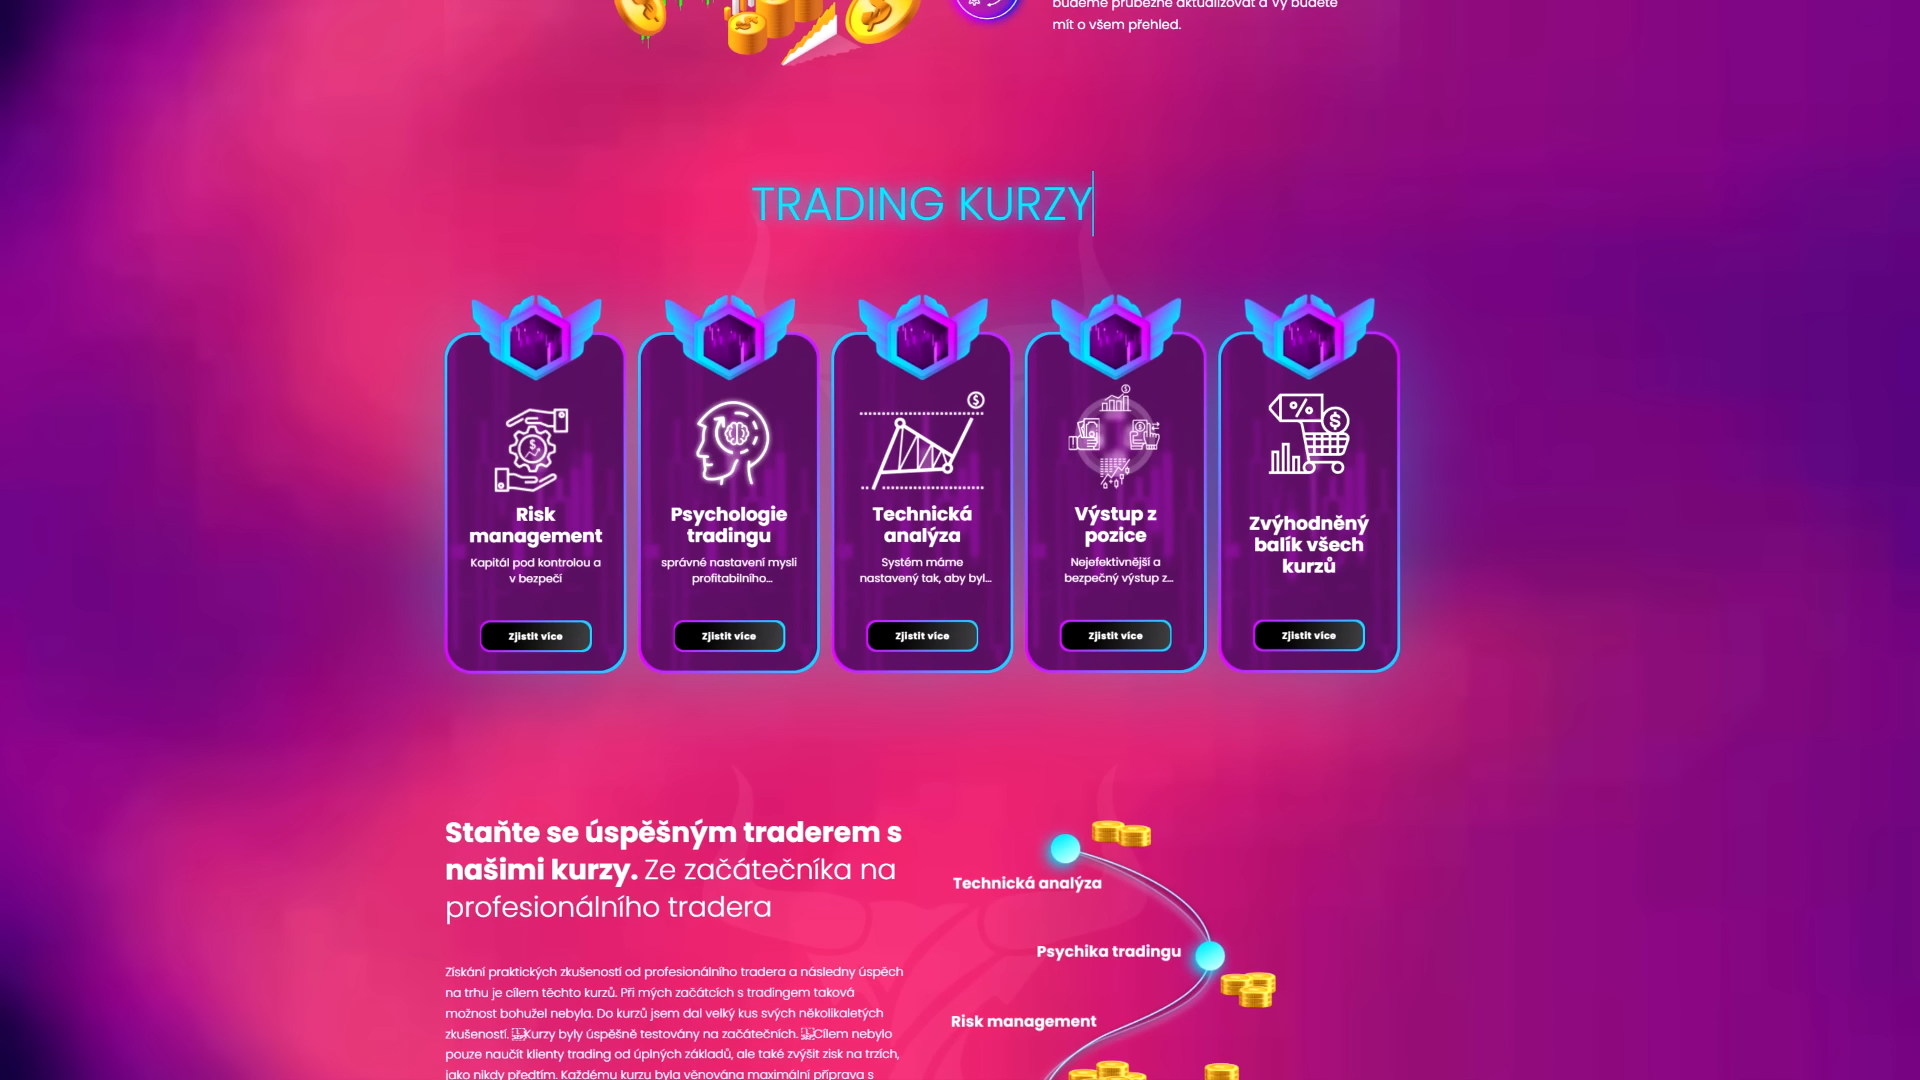 budeme průběžně aktualizovat a Vy budete
mít o všem přehled.
TRADING KURZY
Risk
management
Kapitál pod kontrolou a
v bezpečí
Zjistit více
Psychologie
tradingu
správné nastavení mysli
profitabilního...
Zjistit více
Technická
analýza
Systém máme
nastavený tak, aby byl...
Zjistit více
Výstup z
pozice
Nejefektivnější a
bezpečný výstup z...
Zjistit více
Zvýhodněný
balík všech
kurzů
Zjistit více
Staňte se úspěšným traderem s
našimi kurzy. Ze začátečníka na
profesionálního tradera
Získání praktických zkušeností od profesionálního tradera a následny úspěch
na trhu je cílem těchto kurzů. Při mých začátcích s tradingem taková
možnost bohužel nebyla. Do kurzů jsem dal velký kus svých několikaletých
zkušeností. Kurzy byly úspěšně testovány na začátečních. Cílem nebylo
pouze naučit klienty trading od úplných základů, ale také zvýšit zisk na trzích,
jako nikdy předtím. Každému kurzu byla věnována maximální příprava s
Technická analýza
Psychika tradingu
Risk management